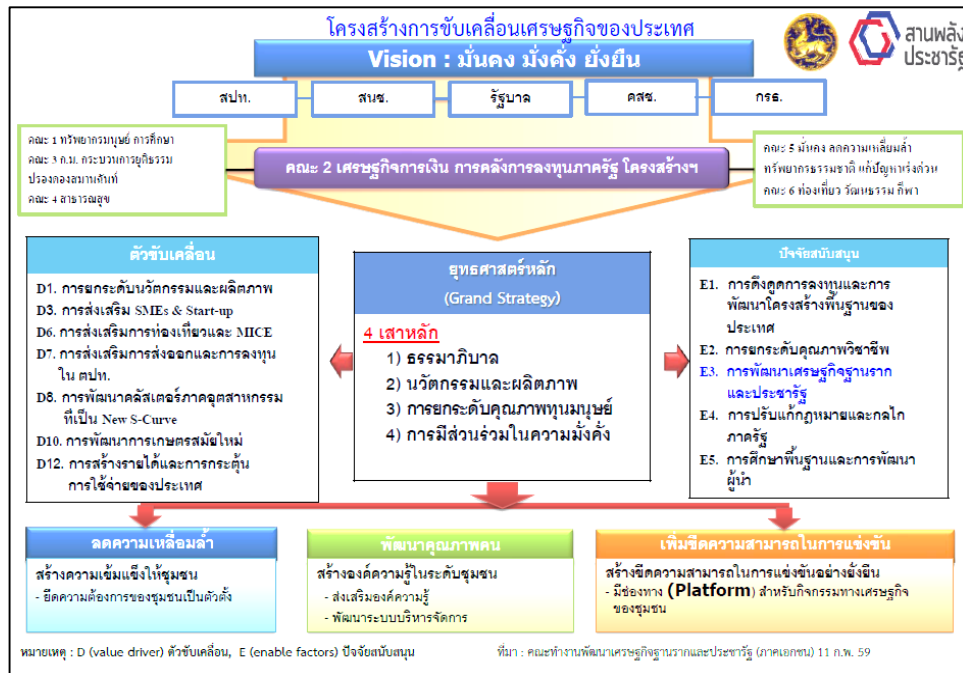 โครงสร้างการขับเคลื่อนเศรษฐกิจของประเทศ
สานพลัง
ประชารัฐ
Vision : มั่นคง มั่งคั่ง ยั่งยืน
สปท.
สนช.
รัฐบาล
คสช.
กรธ.
คณะ 1 ทรัพยากรมนุษย์ การศึกษา
คณะ 3 ก.ม. กระบวนการยุติธรรม
ปรองดองสมานฉันท์
คณะ 4 สาธารณสุข
คณะ 2 เศรษฐกิจการเงิน การคลังการลงทุนภาครัฐ โครงสร้างฯ
คณะ 5 มั่นคง ลดความเหลื่อมล้ำ
ทรัพยากรธรรมชาติ แก้ปัญหาเร่งด่วน
คณะ 6 ท่องเที่ยว วัฒนธรรม กีฬา
ตัวขับเคลื่อน
D1. การยกระดับนวัตกรรมและผลิตภาพ
D3. การส่งเสริม SMEs & Start-up
D6. การส่งเสริมการท่องเที่ยวและ MICE
D7. การส่งเสริมการส่งออกและการลงทุน
ใน ตปท.
D8. การพัฒนาคลัสเตอร์ภาคอุตสาหกรรม
ที่เป็น New S-Curve
D10. การพัฒนาการเกษตรสมัยใหม่
D12. การสร้างรายได้และการกระตุ้น
การใช้จ่ายของประเทศ
ยุทธศาสตร์หลัก
(Grand Strategy)
4 เสาหลัก
1) ธรรมาภิบาล
2) นวัตกรรมและผลิตภาพ
3) การยกระดับคุณภาพทุนมนุษย์
4) การมีส่วนร่วมในความมั่งคั่ง
ปัจจัยสนับสนุน
E1. การดึงดูดการลงทุนและการ
พัฒนาโครงสร้างพื้นฐานของ
ประเทศ
E2. การยกระดับคุณภาพวิชาชีพ
E3. การพัฒนาเศรษฐกิจฐานราก
และประชารัฐ
E4. การปรับแก้กฎหมายและกลไก
ภาครัฐ
E5. การศึกษาพื้นฐานและการพัฒนา
ผู้นำ
ลดความเหลื่อมล้ำ
สร้างความเข้มแข็งให้ชุมชน
- ยึดความต้องการของชุมชนเป็นตัวตั้ง
พัฒนาคุณภาพคน
สร้างองค์ความรู้ในระดับชุมชน
- ส่งเสริมองค์ความรู้
- พัฒนาระบบบริหารจัดการ
เพิ่มขีดความสามารถในการแข่งขัน
สร้างขีดความสามารถในการแข่งขันอย่างยั่งยืน
- มีช่องทาง (Platform) สำหรับกิจกรรมทางเศรษฐกิจ
ของชุมชน
หมายเหตุ : D (value driver) ตัวขับเคลื่อน, E (enable factors) ปัจจัยสนับสนุน
ที่มา : คณะทำงานพัฒนาเศรษฐกิจฐานรากและประชารัฐ (ภาคเอกชน) 11 ก.พ. 59